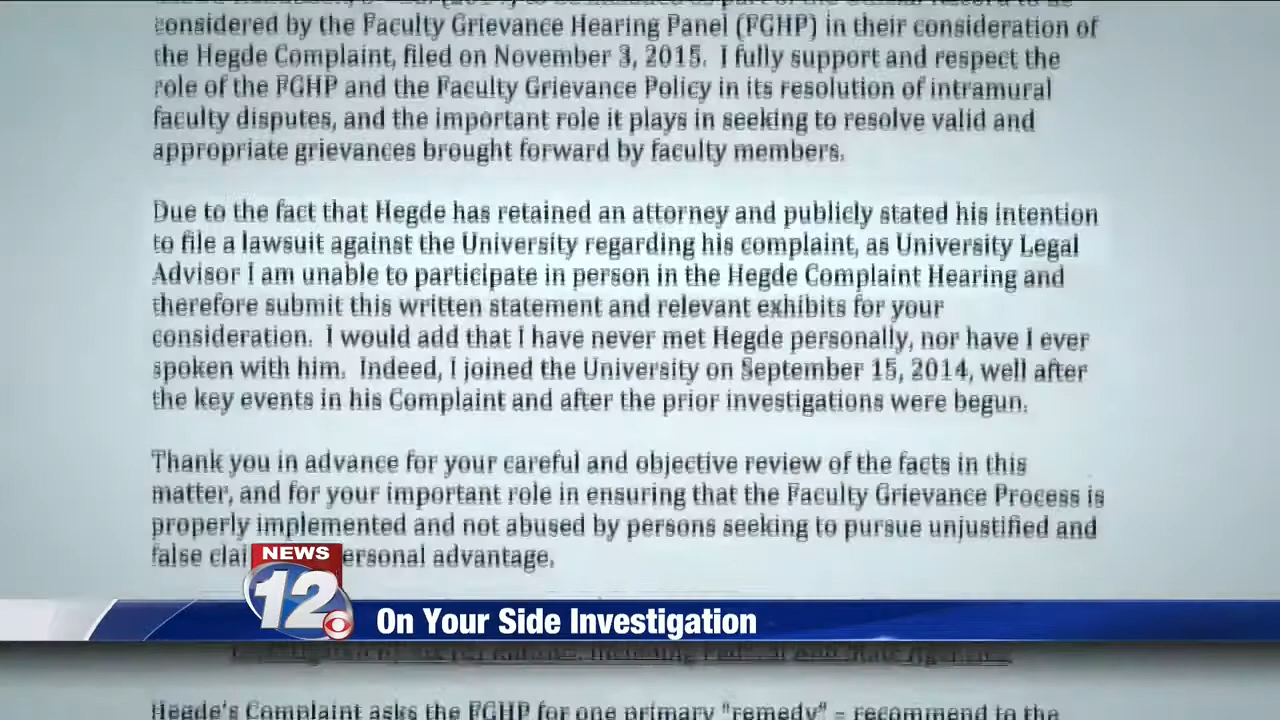 considered by the Faculty Grievance Hearing Panel (FGHP) in their consideration of
the Hegde Complaint, filed on November 3, 2015. I fully support and respect the
role of the FGHP and the Faculty Grievance Policy in its resolution of intramural
faculty disputes, and the important role it plays in seeking to resolve valid and
appropriate grievances brought forward by faculty members.
Due to the fact that Hegde has retained an attorney and publicly stated his intention
to file a lawsuit against the University regarding his complaint, as University Legal
Advisor I am unable to participate in person in the Hegde Complaint Hearing and
therefore submit this written statement and relevant exhibits for your
consideration. I would add that I have never met Hegde personally, nor have I ever
spoken with him. Indeed, I joined the University on September 15, 2014, well after
the key events in his Complaint and after the prior investigations were begun.
Thank you in advance for your careful and objective review of the facts in this
matter, and for your important role in ensuring that the Faculty Grievance Process is
properly implemented and not abused by persons seeking to pursue unjustified and
false clai ersonal advantage.
NEWS
12
On Your Side Investigation
Hegde's Complaint asks the FGHP for one primary "remedy" – recommend to the